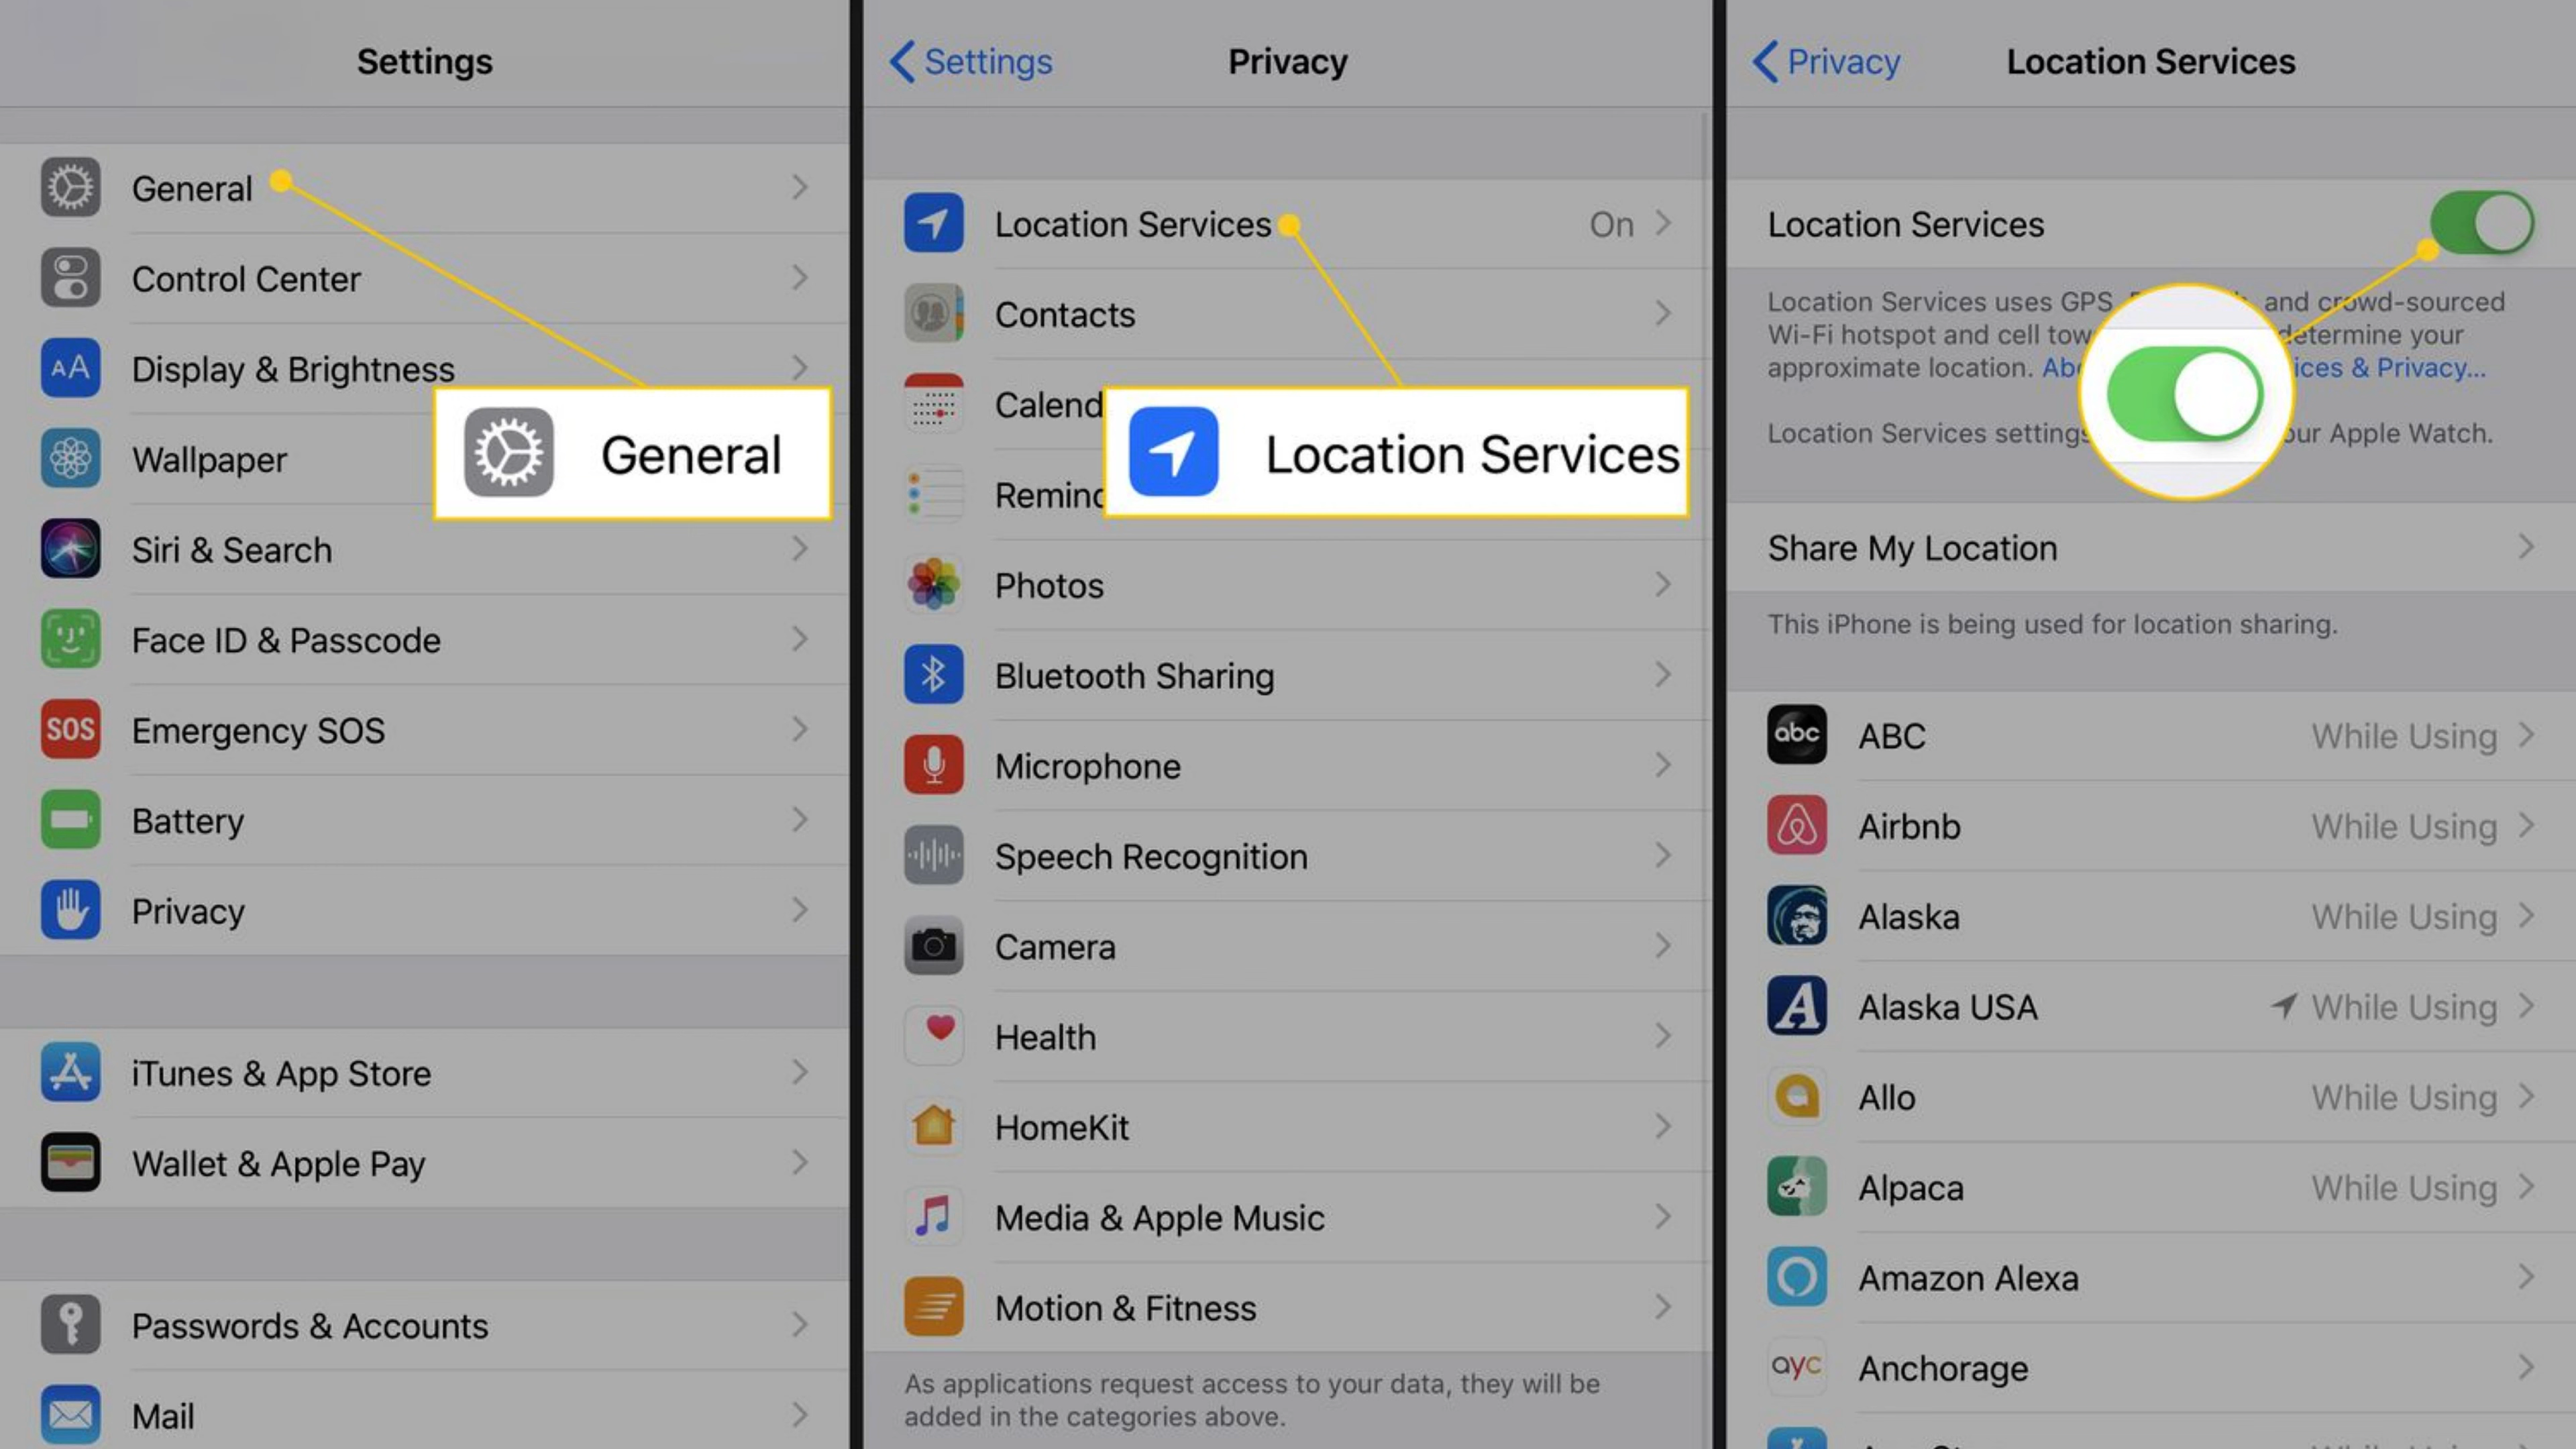 Settings
General
Control Center
Display & Brightness
Wallpaper
General
Siri & Search
Face ID & Passcode
SOS
Emergency SOS
Battery
Privacy
iTunes & App Store
Wallet & Apple Pay
Passwords & Accounts
Mail
Settings
Privacy
Location Services On
Contacts
Calend
Location Services
Remind
Photos
Bluetooth Sharing
Microphone
Speech Recognition
Camera
Health
HomeKit
Media & Apple Music
Motion & Fitness
As applications request access to your data, they will be
added in the categories above.
Privacy
Location Services
Location Services
Location Services uses GPS, and crowd-sourced
Wi-Fi hotspot and cell tow determine your
approximate location. Abo ices & Privacy...
Location Services settings our Apple Watch.
Share My Location
This iPhone is being used for location sharing.
abc
ABC While Using
Airbnb While Using
Alaska While Using
A
Alaska USA While Using
Allo While Using
Alpaca While Using
Amazon Alexa
ayc
Anchorage